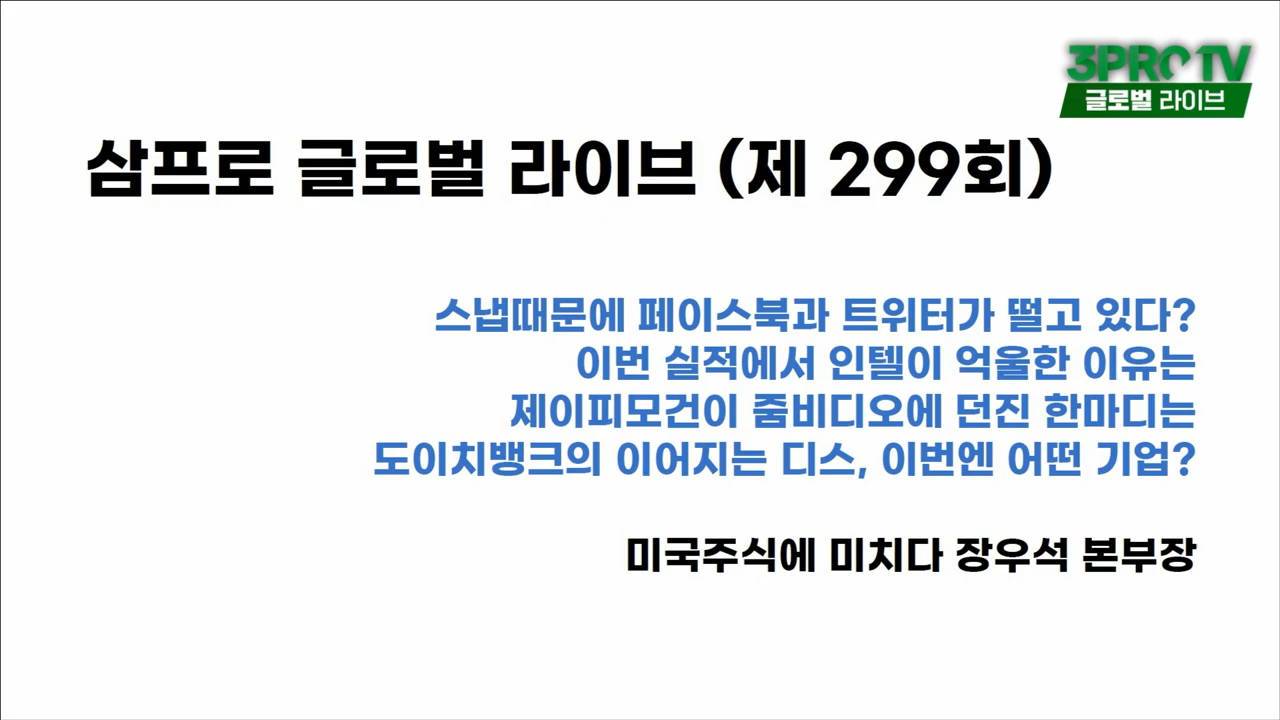 3PRO TV
글로벌 라이브
삼프로 글로벌 라이브 (제 299회)
스냅때문에 페이스북과 트위터가 떨고 있다?
이번 실적에서 인텔이 억울한 이유는
제이피모건이 줌비디오에 던진 한마디는
도이치뱅크의 이어지는 디스, 이번엔 어떤 기업?
미국주식에 미치다 장우석 본부장